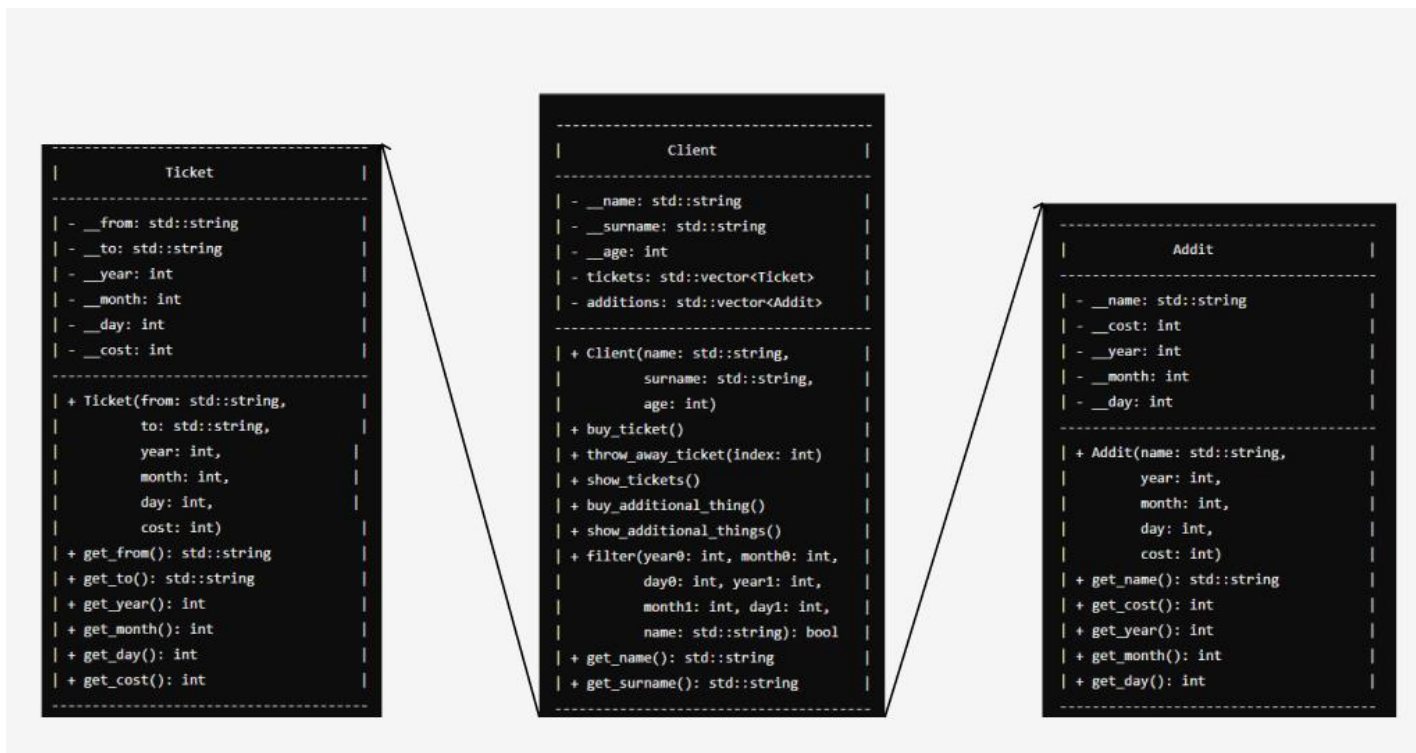 Ticket
- __from: std::string
- __to: std::string
- __year: int
- __month: int
- __day: int
- __cost: int
+ Ticket(from: std::string,
to: std::string,
year: int,
month: int,
day: int,
cost: int)
+ get_from(): std::string
+ get_to(): std::string
+ get_year(): int
+ get_month(): int
+ get_day(): int
+ get_cost(): int
Client
- __name: std::string
- __surname: std::string
- __age: int
- tickets: std::vector<Ticket>
- additions: std::vector<Addit>
+ Client(name: std::string,
surname: std::string,
age: int)
+ buy_ticket()
+ throw_away_ticket(index: int)
+ show_tickets()
+ buy_additional_thing()
+ show_additional_things()
+ filter(year0: int, month0: int,
day0: int, year1: int,
month1: int, day1: int,
name: std::string): bool
+ get_name(): std::string
+ get_surname(): std::string
Addit
- __name: std::string
- __cost: int
- __year: int
- __month: int
- __day: int
+ Addit(name: std::string,
year: int,
month: int,
day: int,
cost: int)
+ get_name(): std::string
+ get_cost(): int
+ get_year(): int
+ get_month(): int
+ get_day(): int